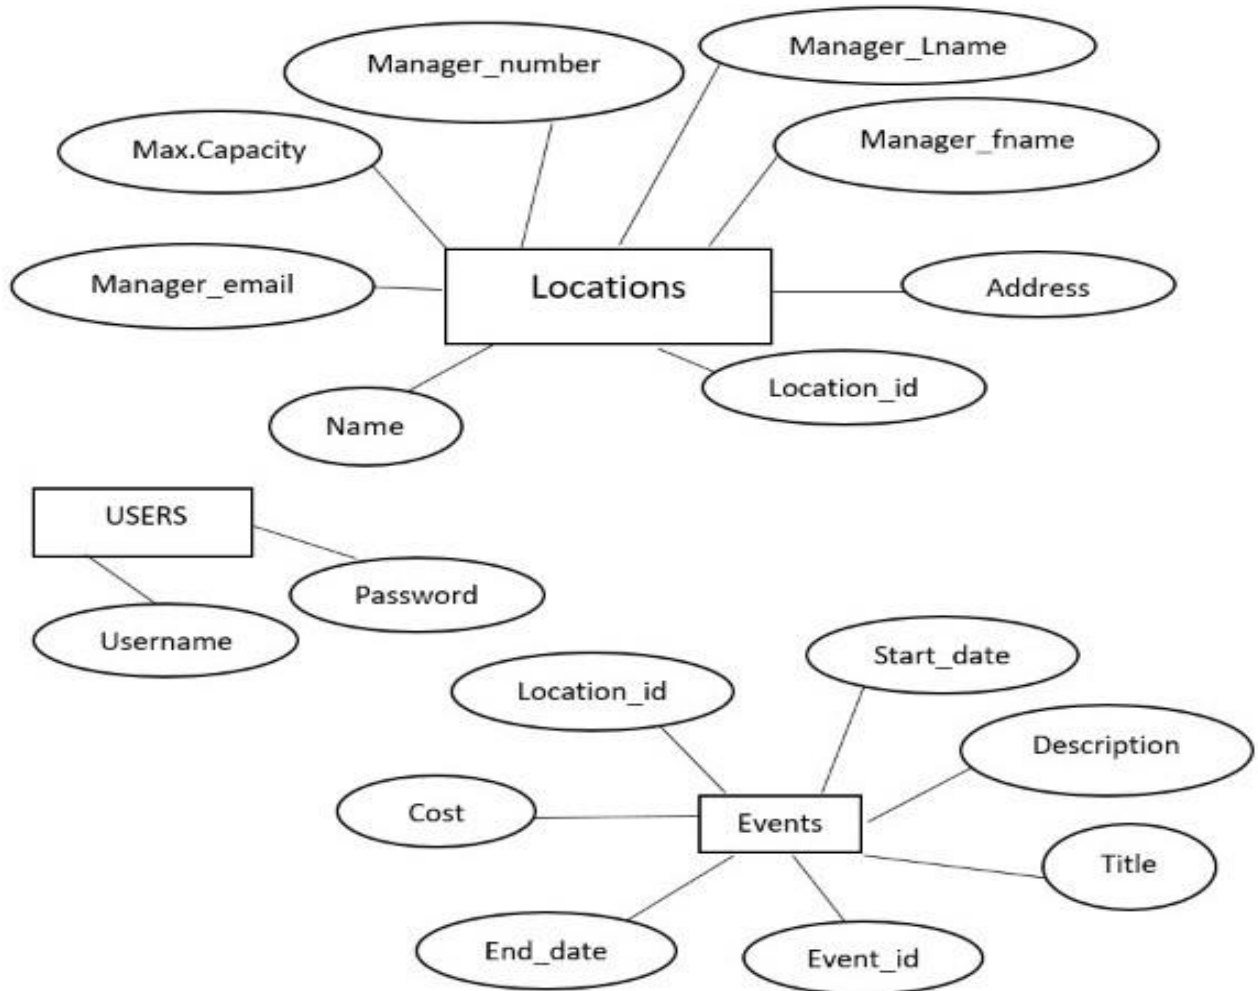 Manager_number
Manager_Lname
Max.Capacity
Manager_fname
Manager_email
Locations
Address
Location_id
Name
USERS
Password
Username
Start_date
Location_id
Description
Cost
Events
Title
End_date
Event_id